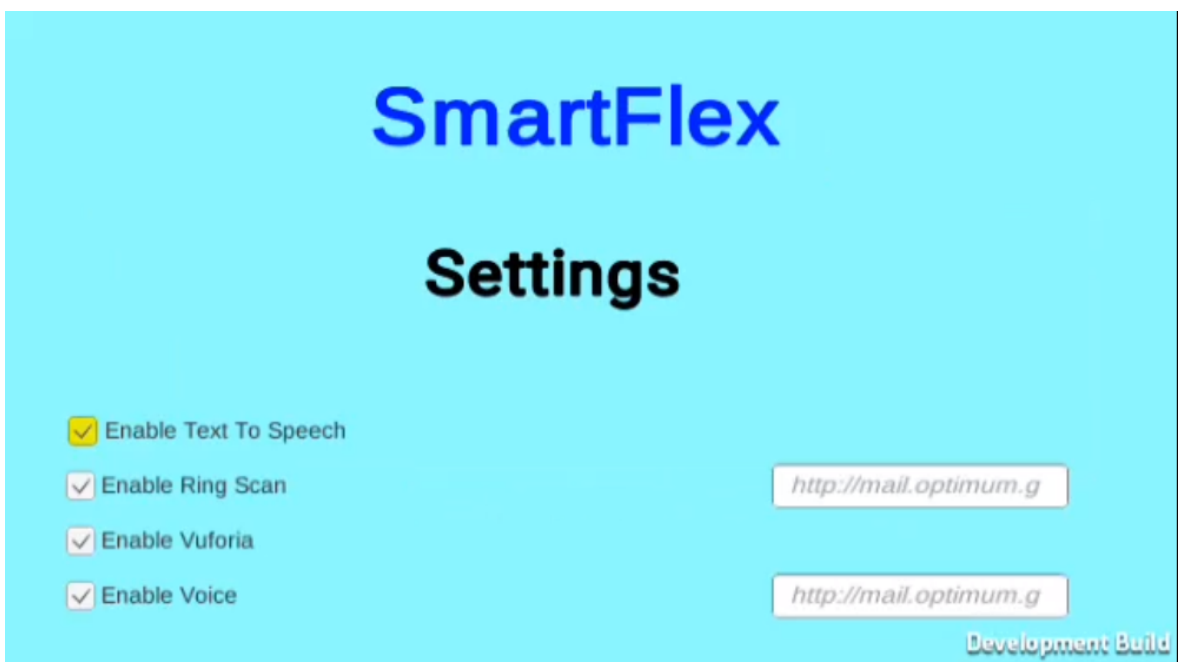 SmartFlex
Settings
Enable Text To Speech
Enable Ring Scan
http://mail.optimum.g
Enable Vuforia
Enable Voice
http://mail.optimum.g
Development Build